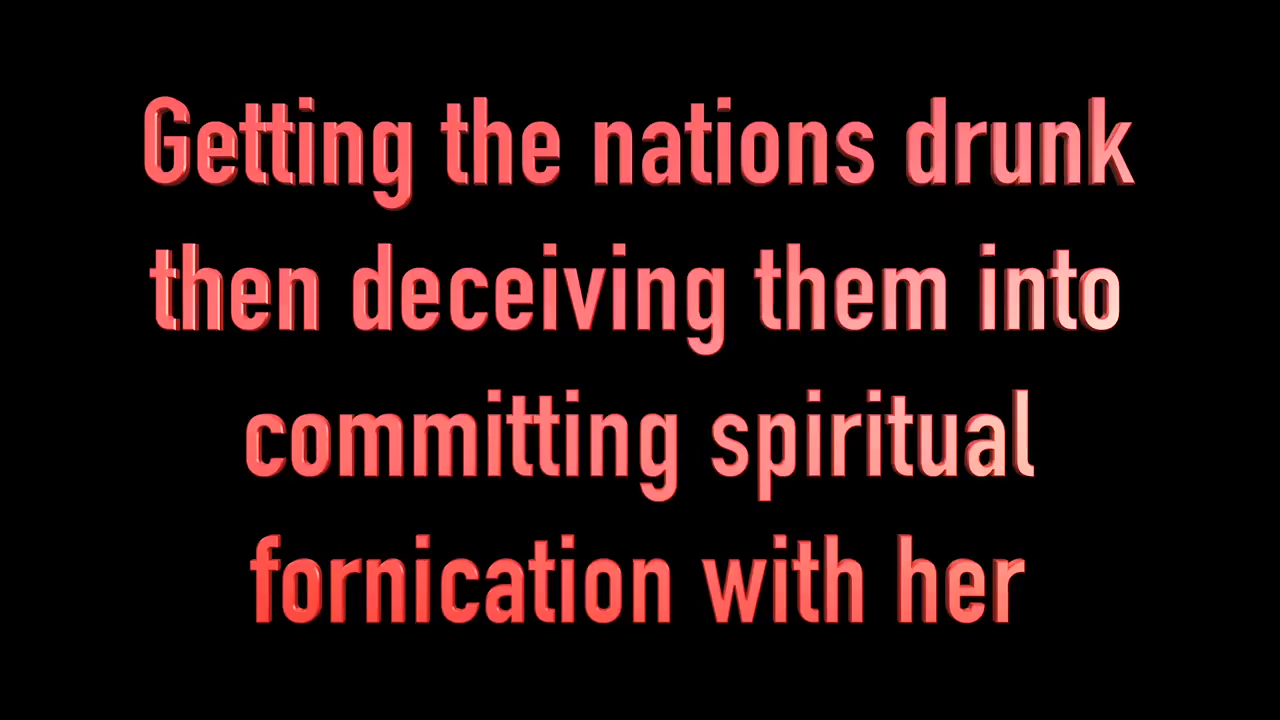 Getting the nations drunk
then deceiving them into
committing spiritual
fornication with her